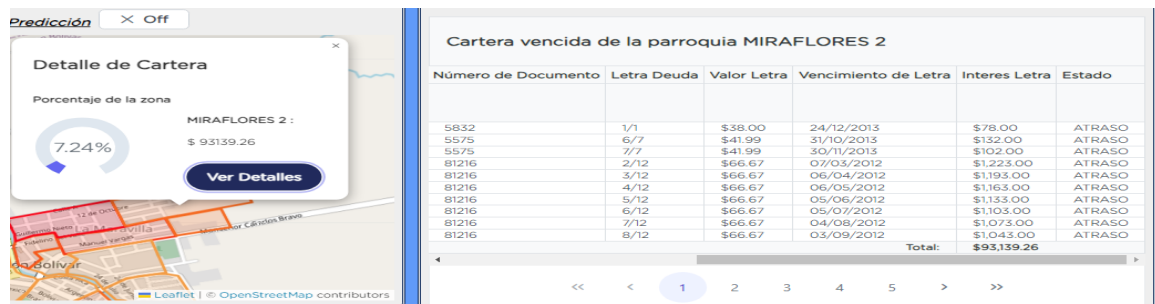 Predicción
× Off
×
Detalle de Cartera
Porcentaje de la zona
7.24%
MIRAFLORES 2 :
$ 93139.26
Ver Detalles
12 de Octubre
Guillermo Nieto
La Maravilla
Manuel Vargas
Bolívar
Leaflet | © OpenStreetMap contributors
Cartera vencida de la parroquia MIRAFLORES 2
Número de Documento Letra Deuda Valor Letra Vencimiento de Letra Interes Letra Estado
5832 1/1 $38.00 24/12/2013 $78.00 ATRASO
5575 6/7 $41.99 31/10/2013 $132.00 ATRASO
5575 7/7 $41.99 30/11/2013 $102.00 ATRASO
81216 2/12 $66.67 07/03/2012 $1,223.00 ATRASO
81216 3/12 $66.67 06/04/2012 $1,193.00 ATRASO
81216 4/12 $66.67 06/05/2012 $1,163.00 ATRASO
81216 5/12 $66.67 05/06/2012 $1,133.00 ATRASO
81216 6/12 $66.67 05/07/2012 $1,103.00 ATRASO
81216 7/12 $66.67 04/08/2012 $1,073.00 ATRASO
81216 8/12 $66.67 03/09/2012 $1,043.00 ATRASO
Total: $93,139.26
<< < 1 2 3 4 5 > >>